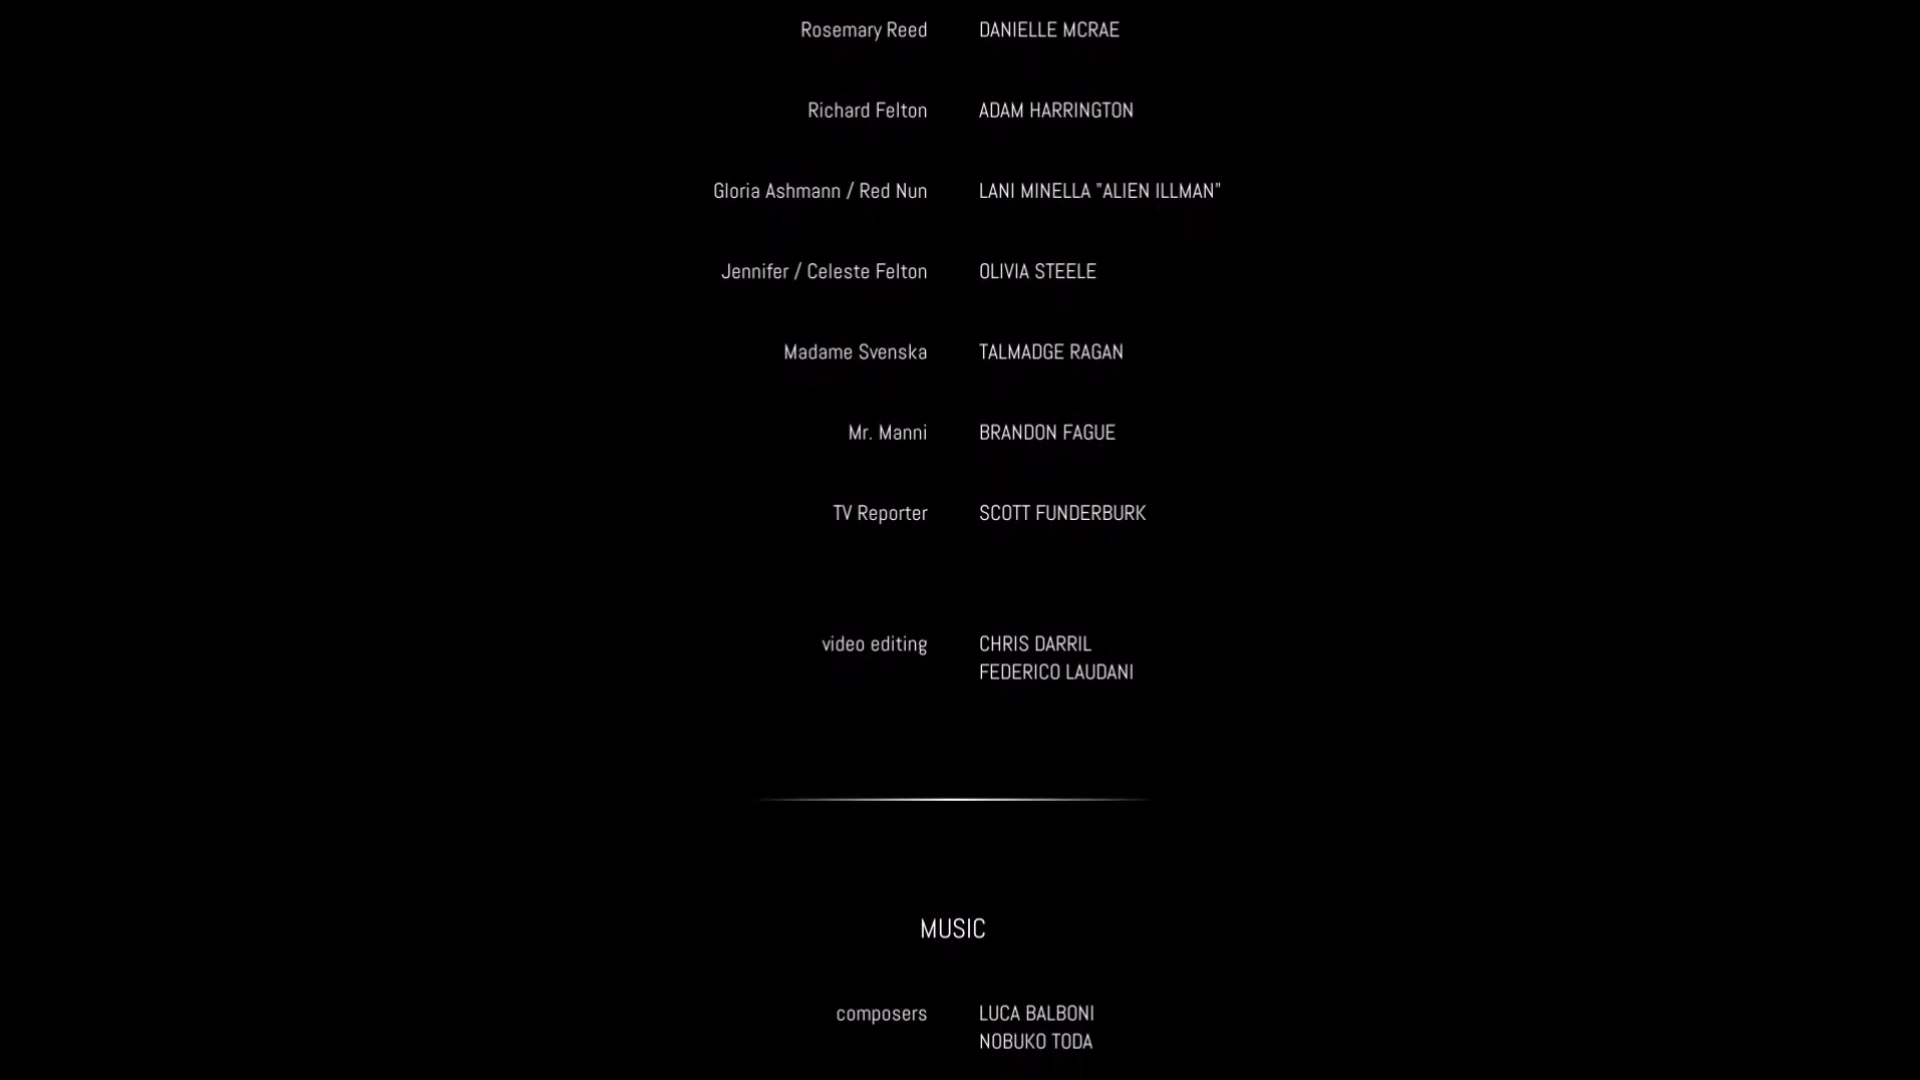 Rosemary Reed DANIELLE MCRAE
Richard Felton ADAM HARRINGTON
Gloria Ashmann / Red Nun LANI MINELLA "ALIEN ILLMAN"
Jennifer / Celeste Felton OLIVIA STEELE
Madame Svenska TALMADGE RAGAN
Mr. Manni BRANDON FAGUE
TV Reporter SCOTT FUNDERBURK
video editing CHRIS DARRIL
FEDERICO LAUDANI
MUSIC
composers LUCA BALBONI
NOBUKO TODA